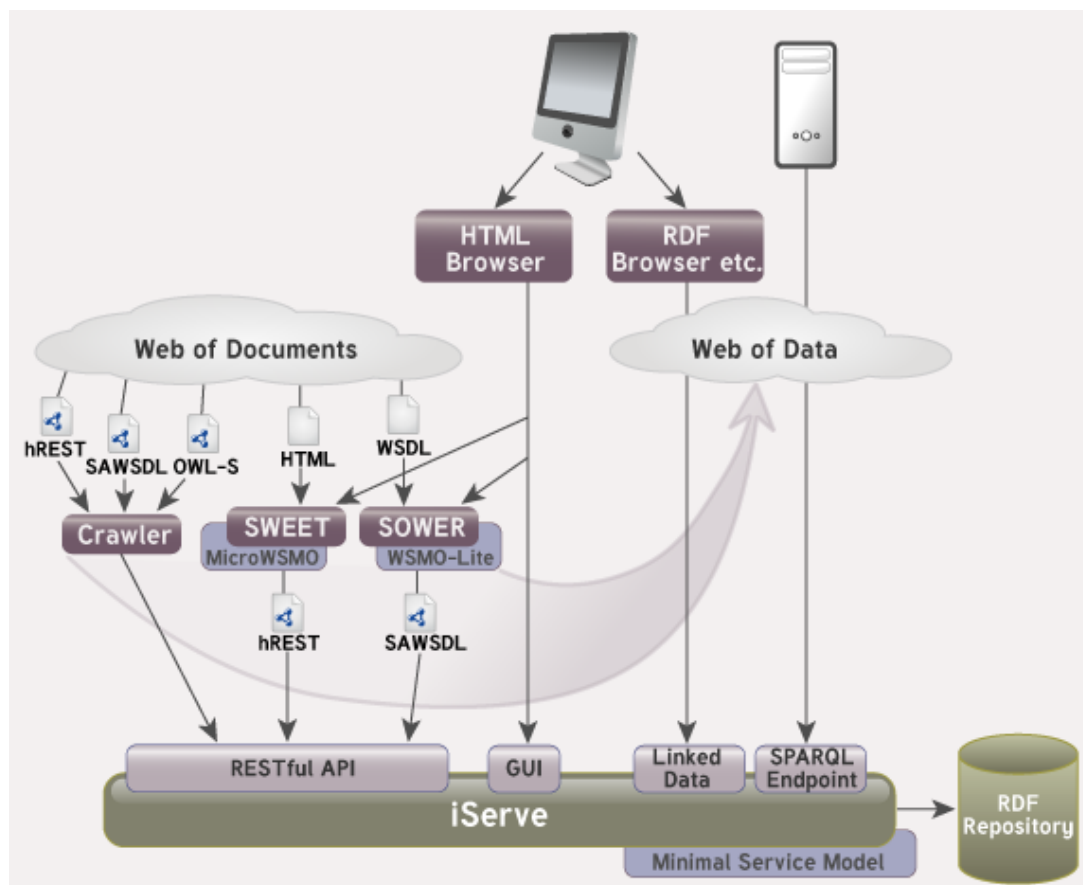 HTML
Browser
RDF
Browser etc.
Web of Documents
Web of Data
hREST
SAWSDL
OWL-S
HTML
WSDL
Crawler
SWEET
MicroWSMO
SOWER
WSMO-Lite
hREST
SAWSDL
RESTful API
GUI
Linked
Data
SPARQL
Endpoint
iServe
Minimal Service Model
RDF
Repository